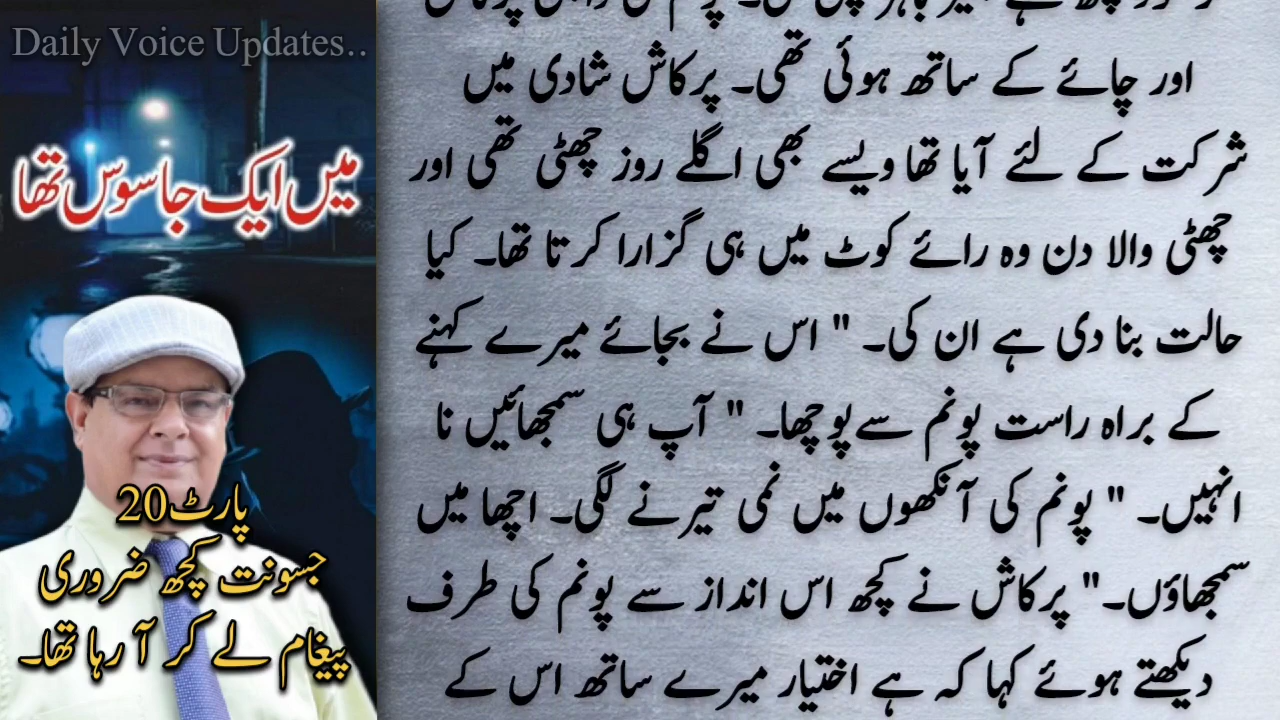 Daily Voice Updates..
میں ایک جاسوس تھا
پارٹ 20
جسونت کچھ ضروری
پیغام لے کر آ رہا تھا۔
اور چائے کے ساتھ ہوئی تھی۔ پرکاش شادی میں
شرکت کے لئے آیا تھا ویسے بھی اگلے روز چھٹی تھی اور
چھٹی والا دن وہ رائے کوٹ میں ہی گزارا کرتا تھا۔ کیا
حالت بنا دی ہے ان کی۔ " اس نے بجائے میرے کہنے
کے براہ راست پونم سے پوچھا۔ " آپ ہی سمجھائیں نا
انہیں۔ " پونم کی آنکھوں میں نمی تیرنے لگی۔ اچھا میں
سمجھاؤں۔" پرکاش نے کچھ اس انداز سے پونم کی طرف
دیکھتے ہوئے کہا کہ بے اختیار میرے ساتھ اس کے